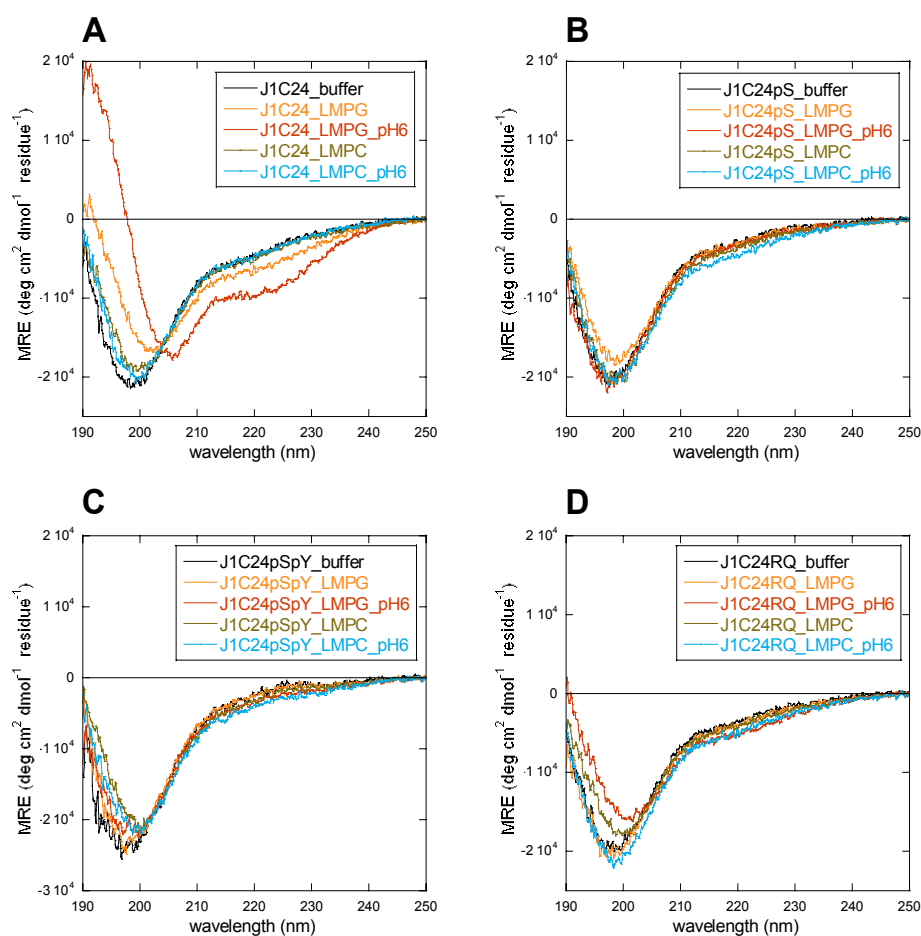 A
2 10⁴
1 10⁴
0
-1 10⁴
-2 10⁴
MRE (deg cm² dmol⁻¹ residue⁻¹)
J1C24_buffer
J1C24_LMPG
J1C24_LMPG_pH6
J1C24_LMPC
J1C24_LMPC_pH6
190 200 210 220 230 240 250
wavelength (nm)
B
2 10⁴
1 10⁴
0
-1 10⁴
-2 10⁴
MRE (deg cm² dmol⁻¹ residue⁻¹)
J1C24pS_buffer
J1C24pS_LMPG
J1C24pS_LMPG_pH6
J1C24pS_LMPC
J1C24pS_LMPC_pH6
190 200 210 220 230 240 250
wavelength (nm)
C
2 10⁴
1 10⁴
0
-1 10⁴
-2 10⁴
-3 10⁴
MRE (deg cm² dmol⁻¹ residue⁻¹)
J1C24pSpY_buffer
J1C24pSpY_LMPG
J1C24pSpY_LMPG_pH6
J1C24pSpY_LMPC
J1C24pSpY_LMPC_pH6
190 200 210 220 230 240 250
wavelength (nm)
D
2 10⁴
1 10⁴
0
-1 10⁴
-2 10⁴
MRE (deg cm² dmol⁻¹ residue⁻¹)
J1C24RQ_buffer
J1C24RQ_LMPG
J1C24RQ_LMPG_pH6
J1C24RQ_LMPC
J1C24RQ_LMPC_pH6
190 200 210 220 230 240 250
wavelength (nm)